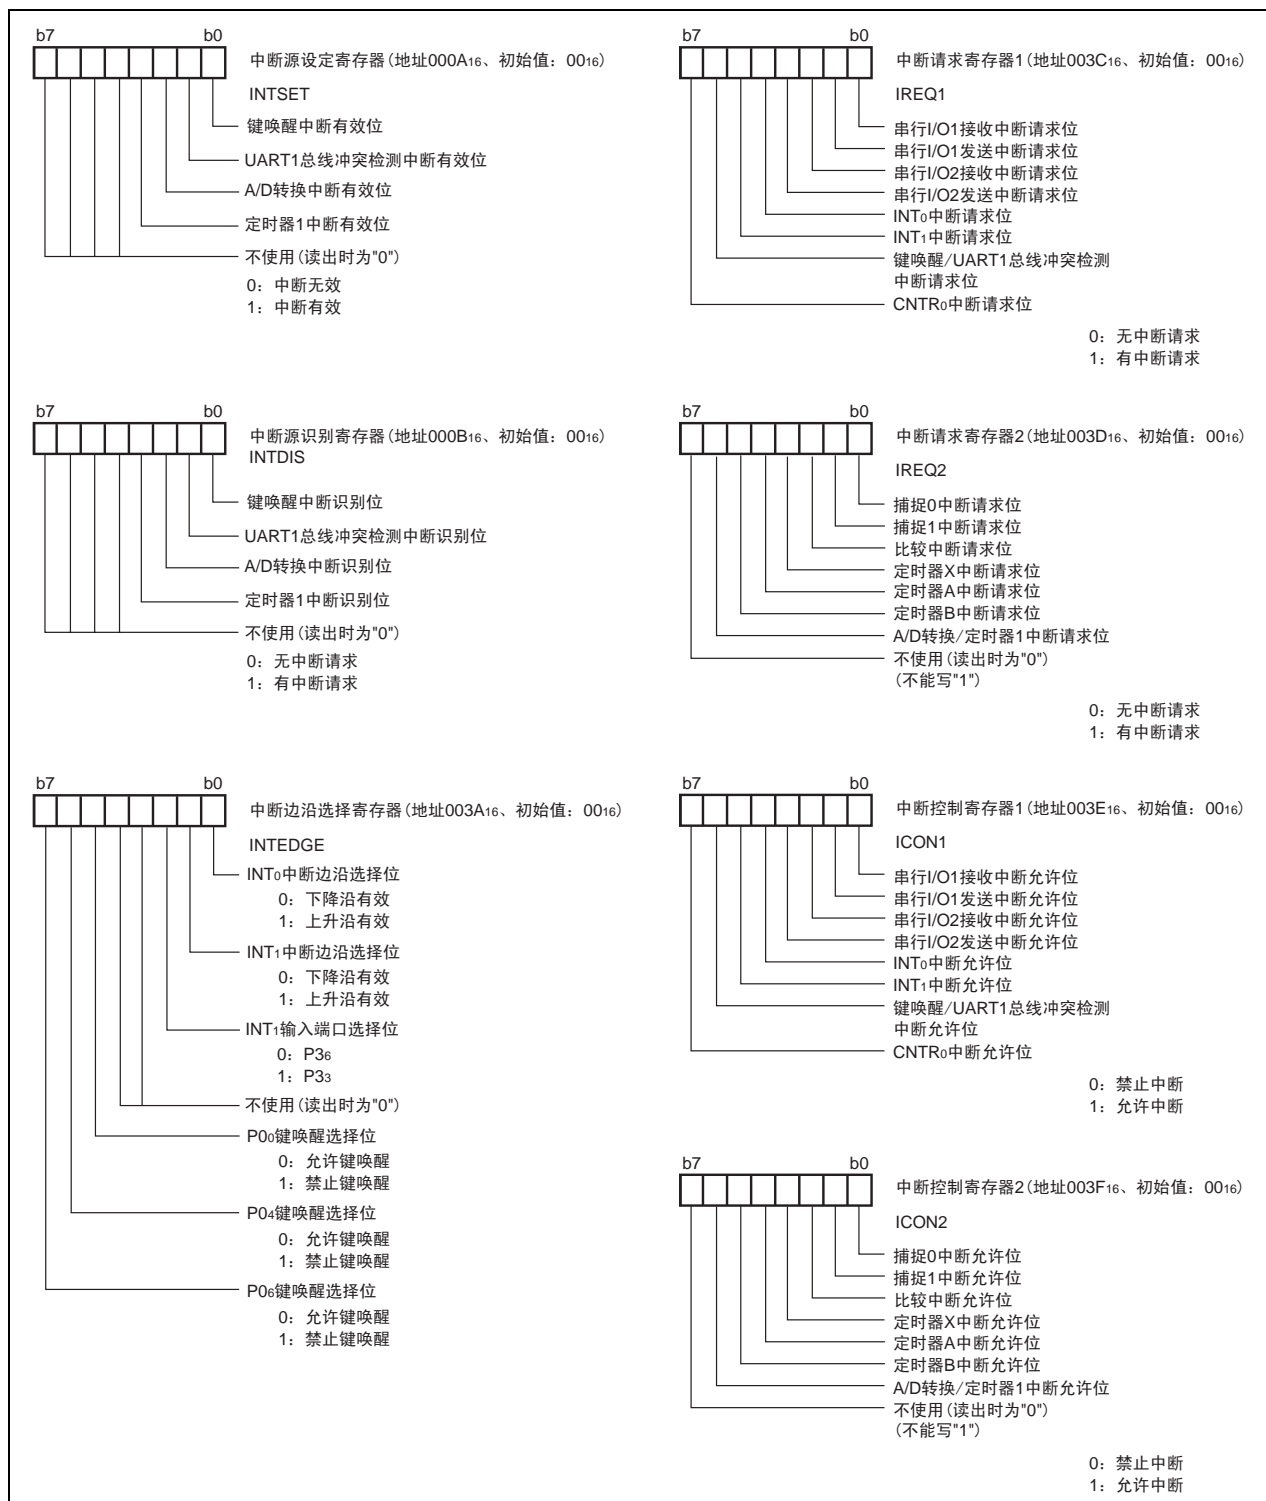 b7 b0
中断源设定寄存器(地址000A16、初始值：0016)
INTSET
键唤醒中断有效位
UART1总线冲突检测中断有效位
A/D转换中断有效位
定时器1中断有效位
不使用(读出时为"0")
0：中断无效
1：中断有效
b7 b0
中断源识别寄存器(地址000B16、初始值：0016)
INTDIS
键唤醒中断识别位
UART1总线冲突检测中断识别位
A/D转换中断识别位
定时器1中断识别位
不使用(读出时为"0")
0：无中断请求
1：有中断请求
b7 b0
中断边沿选择寄存器(地址003A16、初始值：0016)
INTEDGE
INT0中断边沿选择位
0：下降沿有效
1：上升沿有效
INT1中断边沿选择位
0：下降沿有效
1：上升沿有效
INT1输入端口选择位
0：P36
1：P33
不使用(读出时为"0")
P00键唤醒选择位
0：允许键唤醒
1：禁止键唤醒
P04键唤醒选择位
0：允许键唤醒
1：禁止键唤醒
P06键唤醒选择位
0：允许键唤醒
1：禁止键唤醒
b7 b0
中断请求寄存器1(地址003C16、初始值：0016)
IREQ1
串行I/O1接收中断请求位
串行I/O1发送中断请求位
串行I/O2接收中断请求位
串行I/O2发送中断请求位
INT0中断请求位
INT1中断请求位
键唤醒/UART1总线冲突检测
中断请求位
CNTR0中断请求位
0：无中断请求
1：有中断请求
b7 b0
中断请求寄存器2(地址003D16、初始值：0016)
IREQ2
捕捉0中断请求位
捕捉1中断请求位
比较中断请求位
定时器X中断请求位
定时器A中断请求位
定时器B中断请求位
A/D转换/定时器1中断请求位
不使用(读出时为"0")
(不能写"1")
0：无中断请求
1：有中断请求
b7 b0
中断控制寄存器1(地址003E16、初始值：0016)
ICON1
串行I/O1接收中断允许位
串行I/O1发送中断允许位
串行I/O2接收中断允许位
串行I/O2发送中断允许位
INT0中断允许位
INT1中断允许位
键唤醒/UART1总线冲突检测
中断允许位
CNTR0中断允许位
0：禁止中断
1：允许中断
b7 b0
中断控制寄存器2(地址003F16、初始值：0016)
ICON2
捕捉0中断允许位
捕捉1中断允许位
比较中断允许位
定时器X中断允许位
定时器A中断允许位
定时器B中断允许位
A/D转换/定时器1中断允许位
不使用(读出时为"0")
(不能写"1")
0：禁止中断
1：允许中断